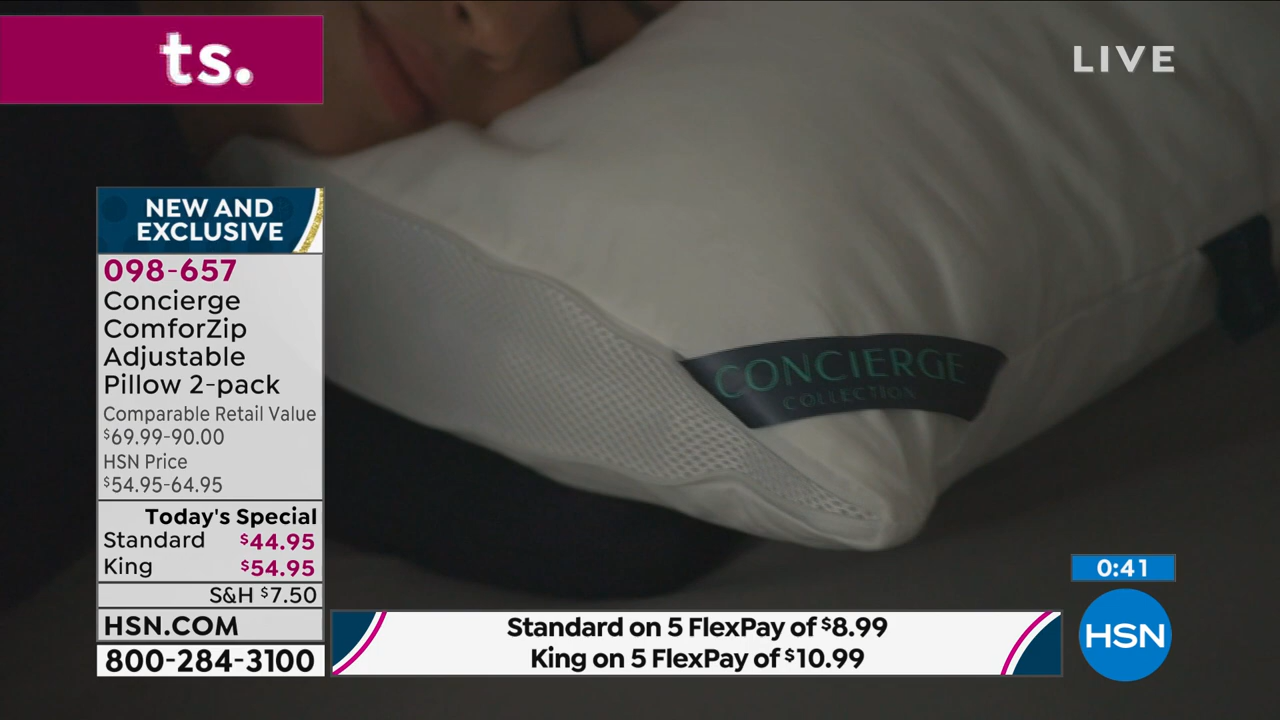 ts.
LIVE
NEW AND
EXCLUSIVE
098-657
Concierge
ComforZip
Adjustable
Pillow 2-pack
Comparable Retail Value
$69.99-90.00
HSN Price
$54.95-64.95
Today's Special
Standard $44.95
King $54.95
S&H $7.50
HSN.COM
800-284-3100
CONCIERGE
COLLECTION
0:41
HSN
Standard on 5 FlexPay of $8.99
King on 5 FlexPay of $10.99